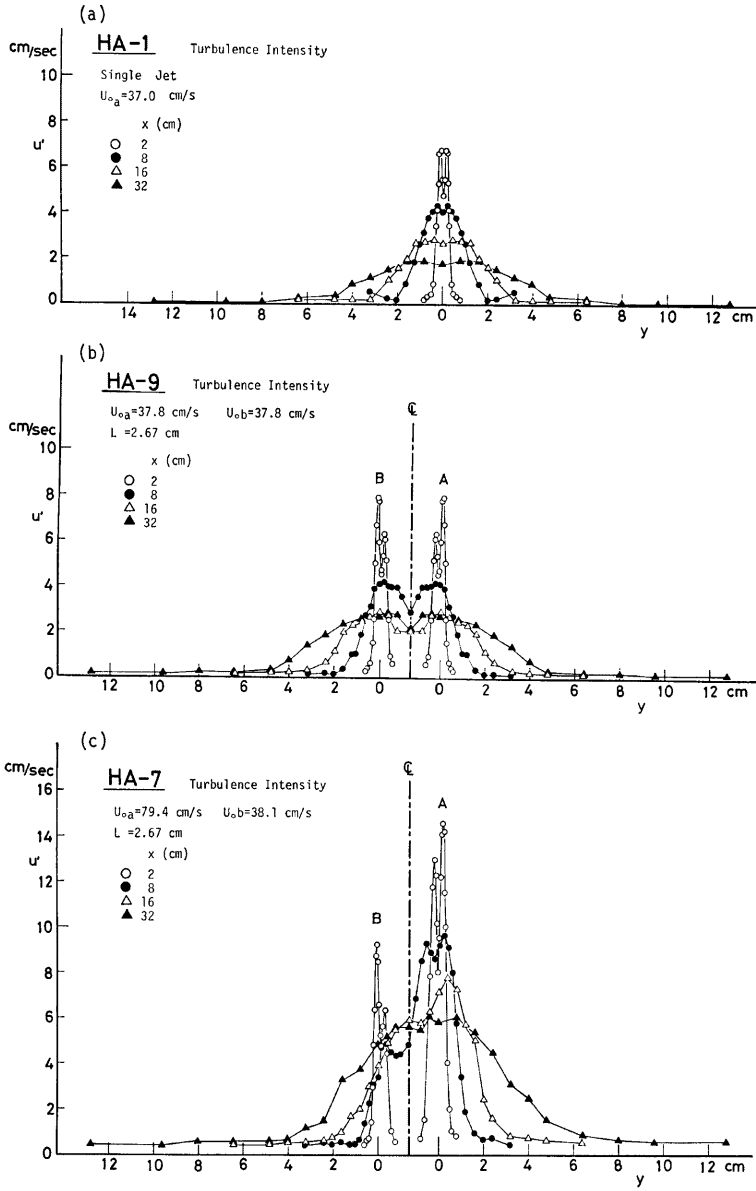 (a)
HA-1 Turbulence Intensity
cm/sec
Single Jet
Uoa=37.0 cm/s
x (cm)
○ 2
● 8
△ 16
▲ 32
u'
10
8
6
4
2
0
14 12 10 8 6 4 2 0 2 4 6 8 10 12 cm
y
(b)
HA-9 Turbulence Intensity
Uoa=37.8 cm/s Uob=37.8 cm/s
L =2.67 cm
cm/sec
x (cm)
○ 2
● 8
△ 16
▲ 32
u'
10
8
6
4
2
0
B
℄
A
12 10 8 6 4 2 0 0 2 4 6 8 10 12 cm
y
(c)
HA-7 Turbulence Intensity
cm/sec
Uoa=79.4 cm/s Uob=38.1 cm/s
L =2.67 cm
x (cm)
○ 2
● 8
△ 16
▲ 32
u'
16
14
12
10
8
6
4
2
0
B
℄
A
12 10 8 6 4 2 0 0 2 4 6 8 10 12 cm
y